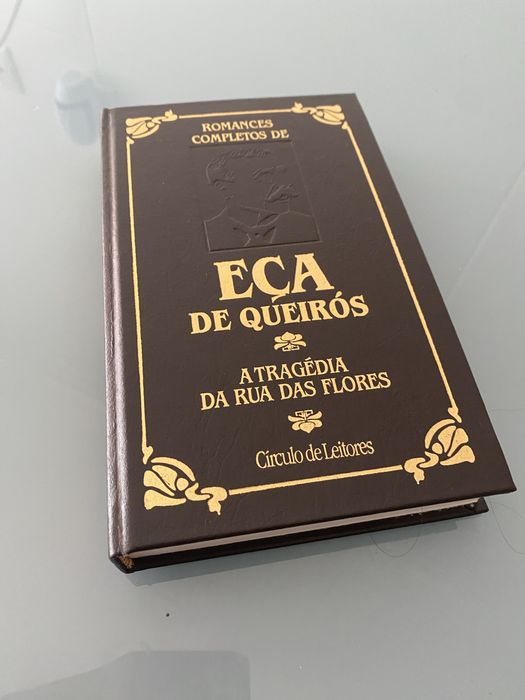 ROMANCES
COMPLETOS DE
EÇA
DE QUEIRÓS
A TRAGÉDIA
DA RUA DAS FLORES
Círculo de Leitores